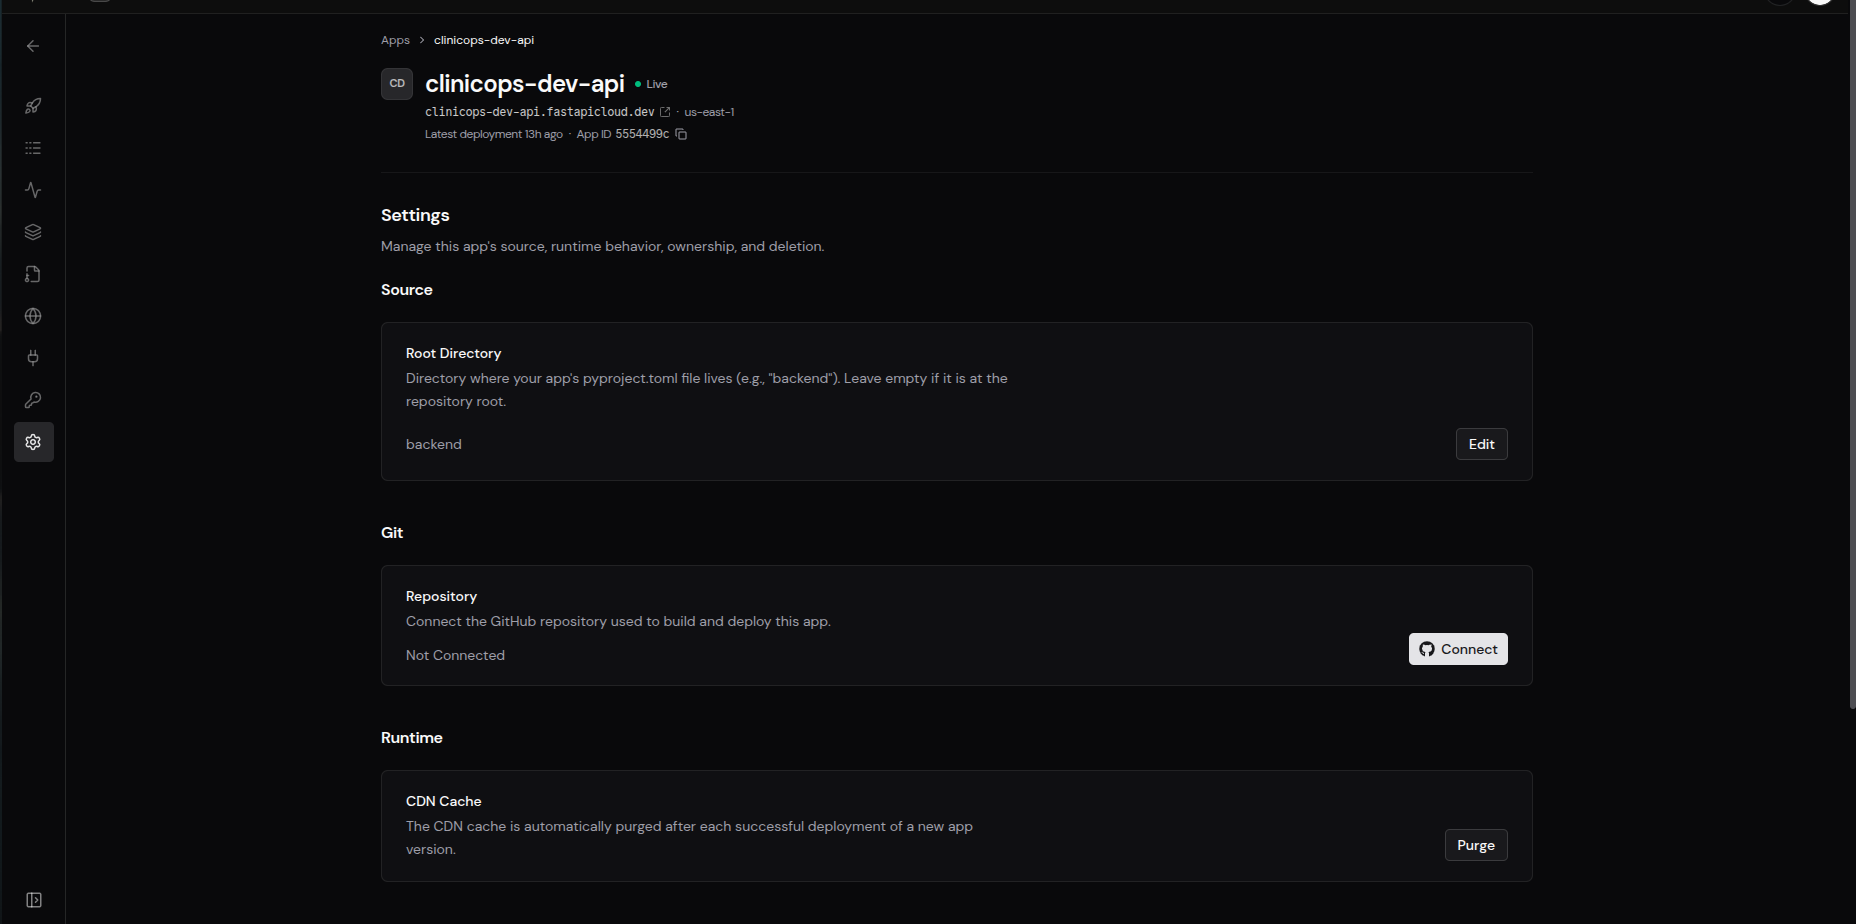 Apps > clinicops-dev-api
CD
clinicops-dev-api
Live
clinicops-dev-api.fastapicloud.dev · us-east-1
Latest deployment 13h ago · App ID 5554499c
Settings
Manage this app's source, runtime behavior, ownership, and deletion.
Source
Root Directory
Directory where your app's pyproject.toml file lives (e.g., "backend"). Leave empty if it is at the
repository root.
backend
Edit
Git
Repository
Connect the GitHub repository used to build and deploy this app.
Not Connected
Connect
Runtime
CDN Cache
The CDN cache is automatically purged after each successful deployment of a new app
version.
Purge